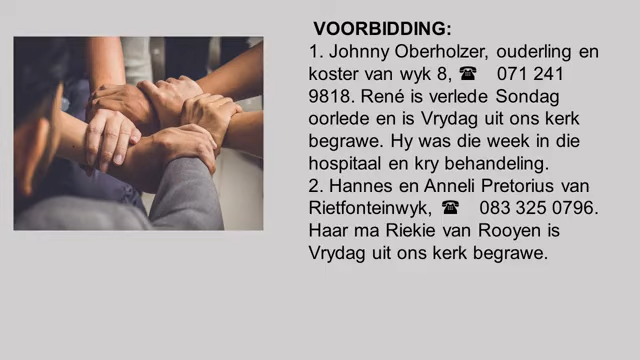 VOORBIDDING:
1. Johnny Oberholzer, ouderling en
koster van wyk 8, ☎ 071 241
9818. René is verlede Sondag
oorlede en is Vrydag uit ons kerk
begrawe. Hy was die week in die
hospitaal en kry behandeling.
2. Hannes en Anneli Pretorius van
Rietfonteinwyk, ☎ 083 325 0796.
Haar ma Riekie van Rooyen is
Vrydag uit ons kerk begrawe.